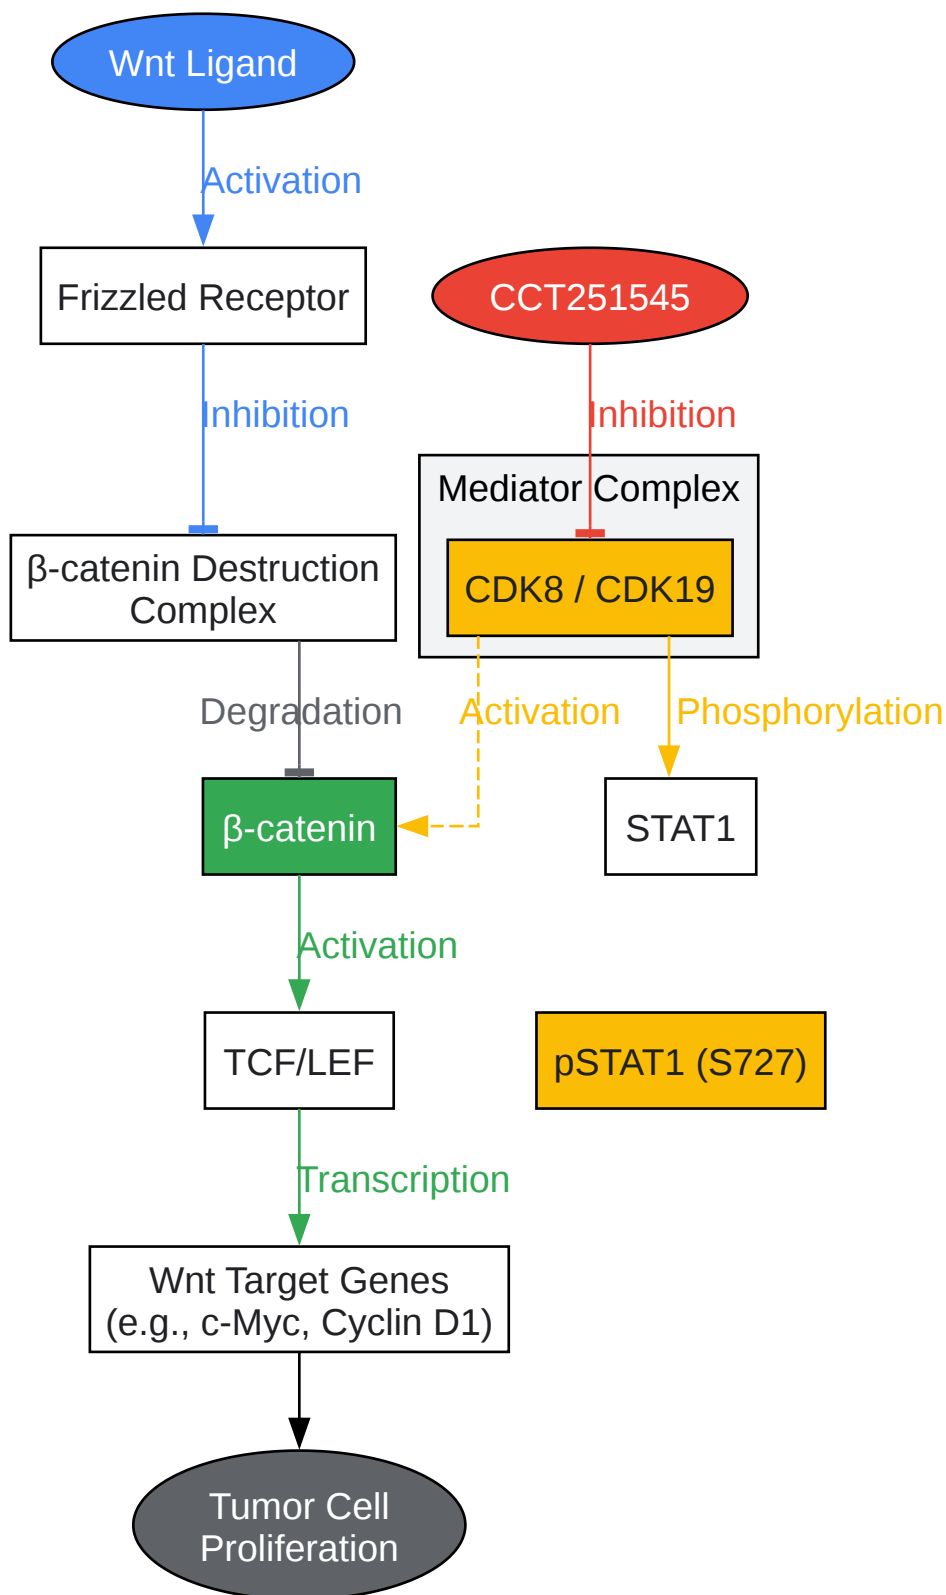 Wnt Ligand
Activation
Frizzled Receptor
CCT251545
Inhibition
Inhibition
Mediator Complex
β-catenin Destruction
Complex
CDK8 / CDK19
Degradation
Activation
Phosphorylation
β-catenin
STAT1
Activation
TCF/LEF
pSTAT1 (S727)
Transcription
Wnt Target Genes
(e.g., c-Myc, Cyclin D1)
Tumor Cell
Proliferation